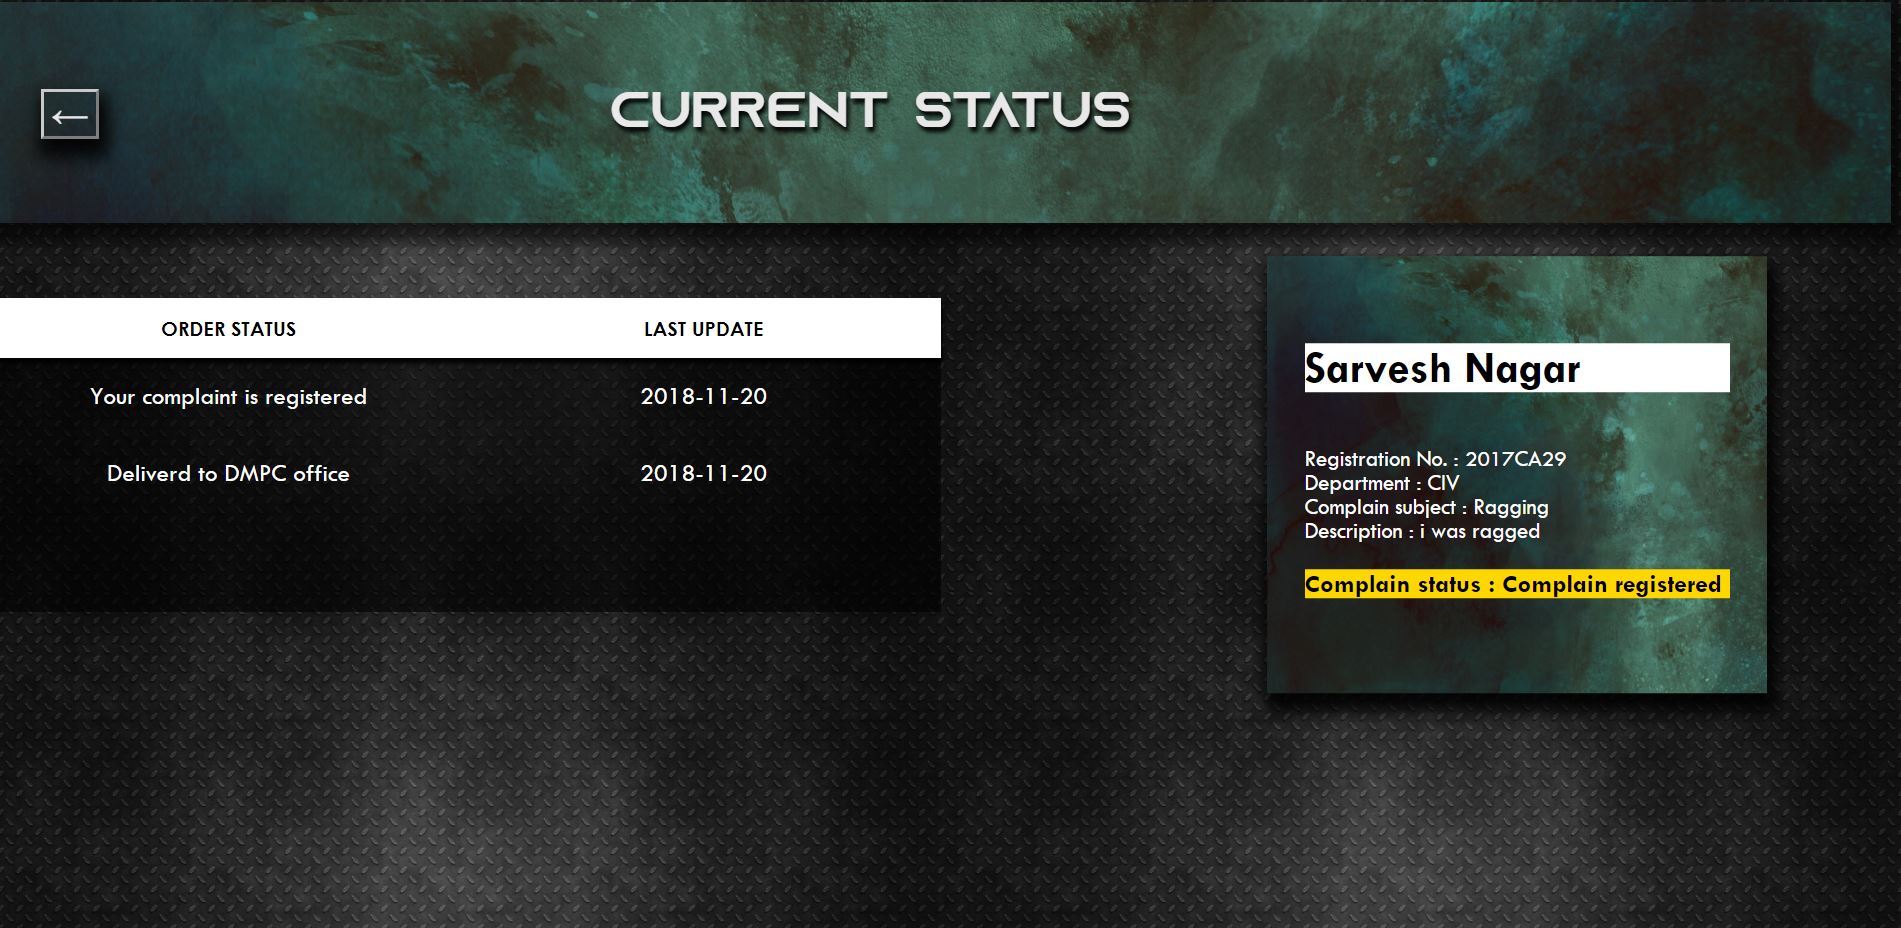 ←
CURRENT STATUS
ORDER STATUS LAST UPDATE
Your complaint is registered 2018-11-20
Deliverd to DMPC office 2018-11-20
Sarvesh Nagar
Registration No. : 2017CA29
Department : CIV
Complain subject : Ragging
Description : i was ragged
Complain status : Complain registered